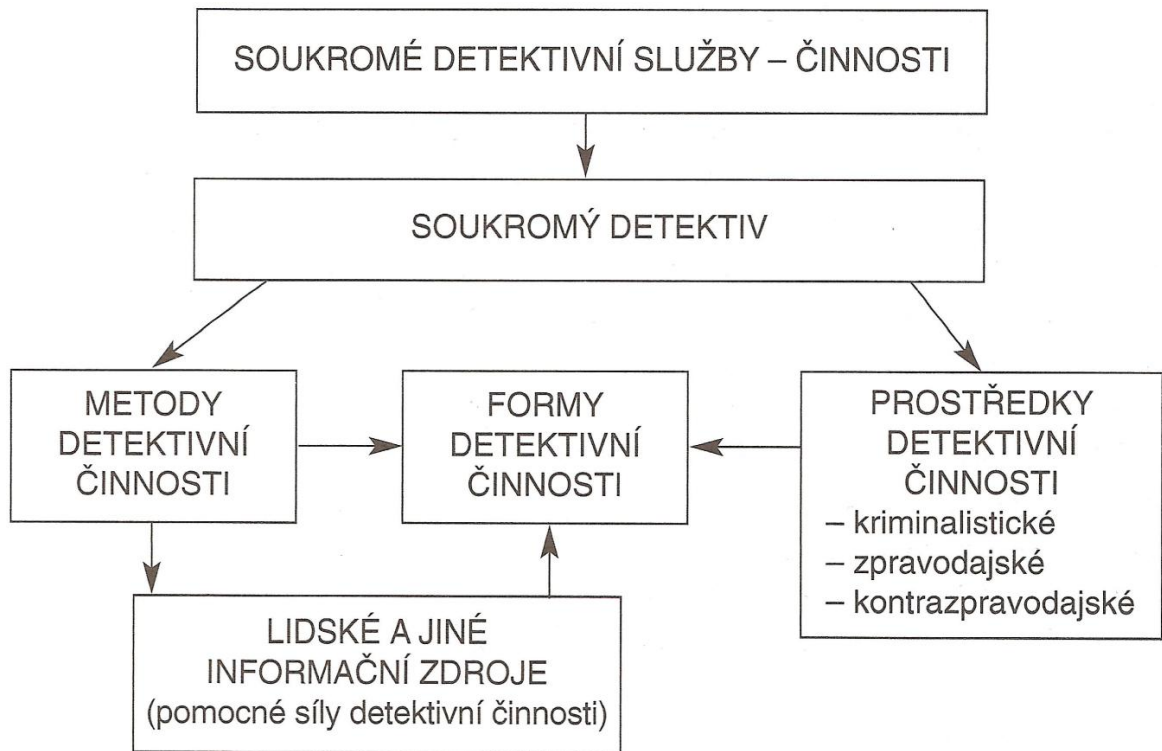 SOUKROMÉ DETEKTIVNÍ SLUŽBY – ČINNOSTI
SOUKROMÝ DETEKTIV
METODY
DETEKTIVNÍ
ČINNOSTI
FORMY
DETEKTIVNÍ
ČINNOSTI
PROSTŘEDKY
DETEKTIVNÍ
ČINNOSTI
– kriminalistické
– zpravodajské
– kontrazpravodajské
LIDSKÉ A JINÉ
INFORMAČNÍ ZDROJE
(pomocné síly detektivní činnosti)